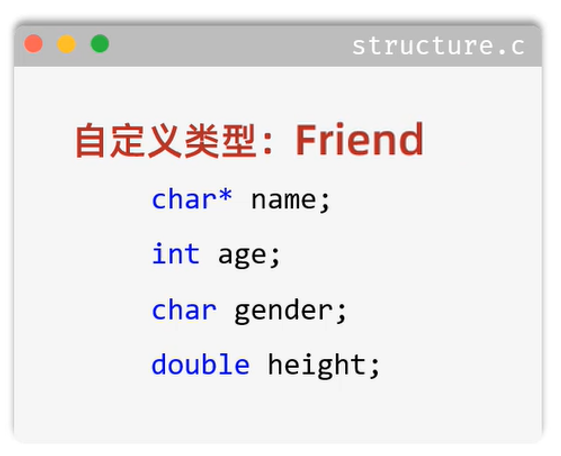 structure.c
自定义类型：Friend
char* name;
int age;
char gender;
double height;